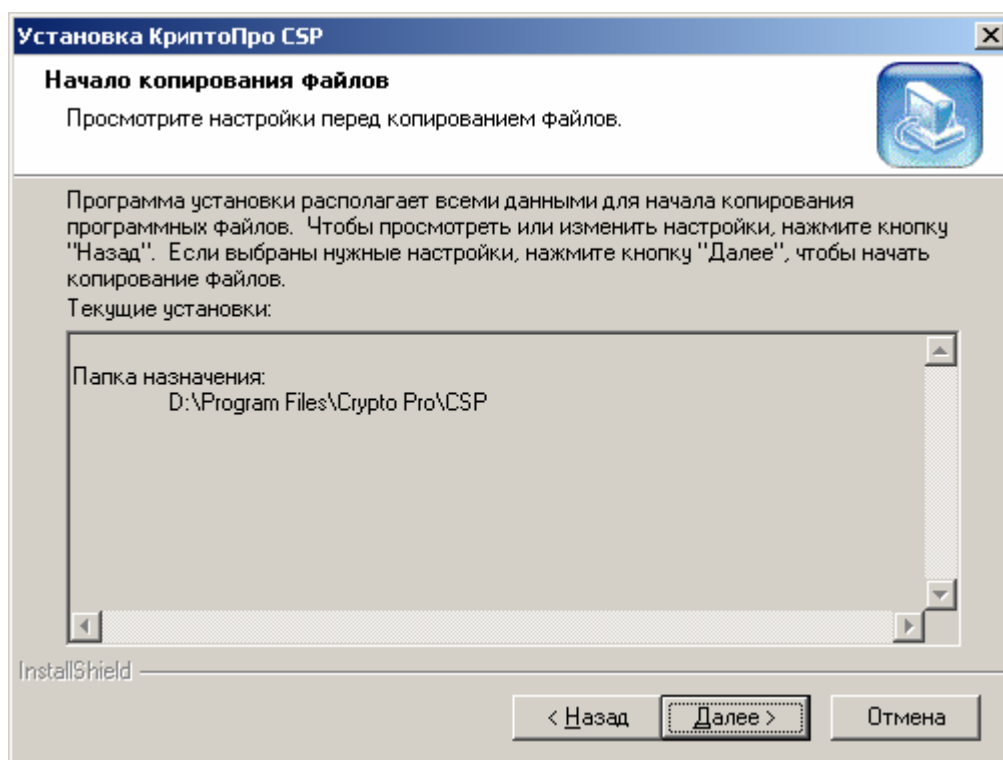 Установка КриптоПро CSP
Начало копирования файлов
Просмотрите настройки перед копированием файлов.
Программа установки располагает всеми данными для начала копирования
программных файлов.  Чтобы просмотреть или изменить настройки, нажмите кнопку
"Назад".  Если выбраны нужные настройки, нажмите кнопку "Далее", чтобы начать
копирование файлов.
Текущие установки:
Папка назначения:
D:\Program Files\Crypto Pro\CSP
InstallShield
< Назад
Далее >
Отмена